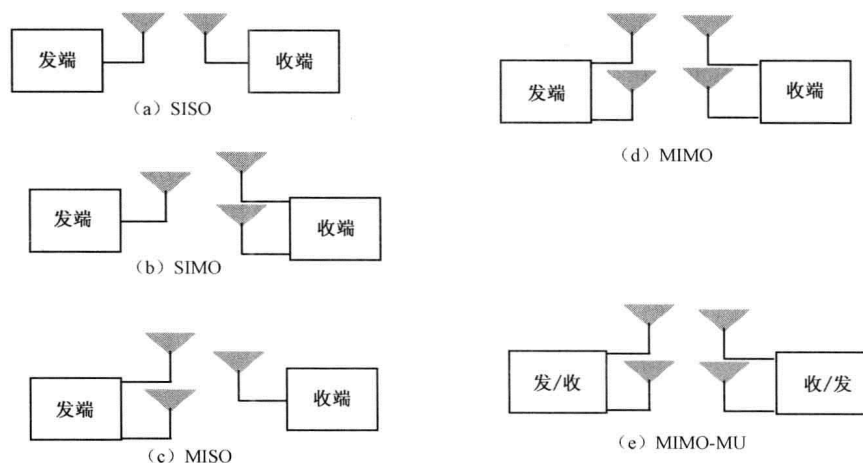 发端
收端
（a）SISO
发端
收端
（b）SIMO
发端
收端
（c）MISO
发端
收端
（d）MIMO
发/收
收/发
（e）MIMO-MU